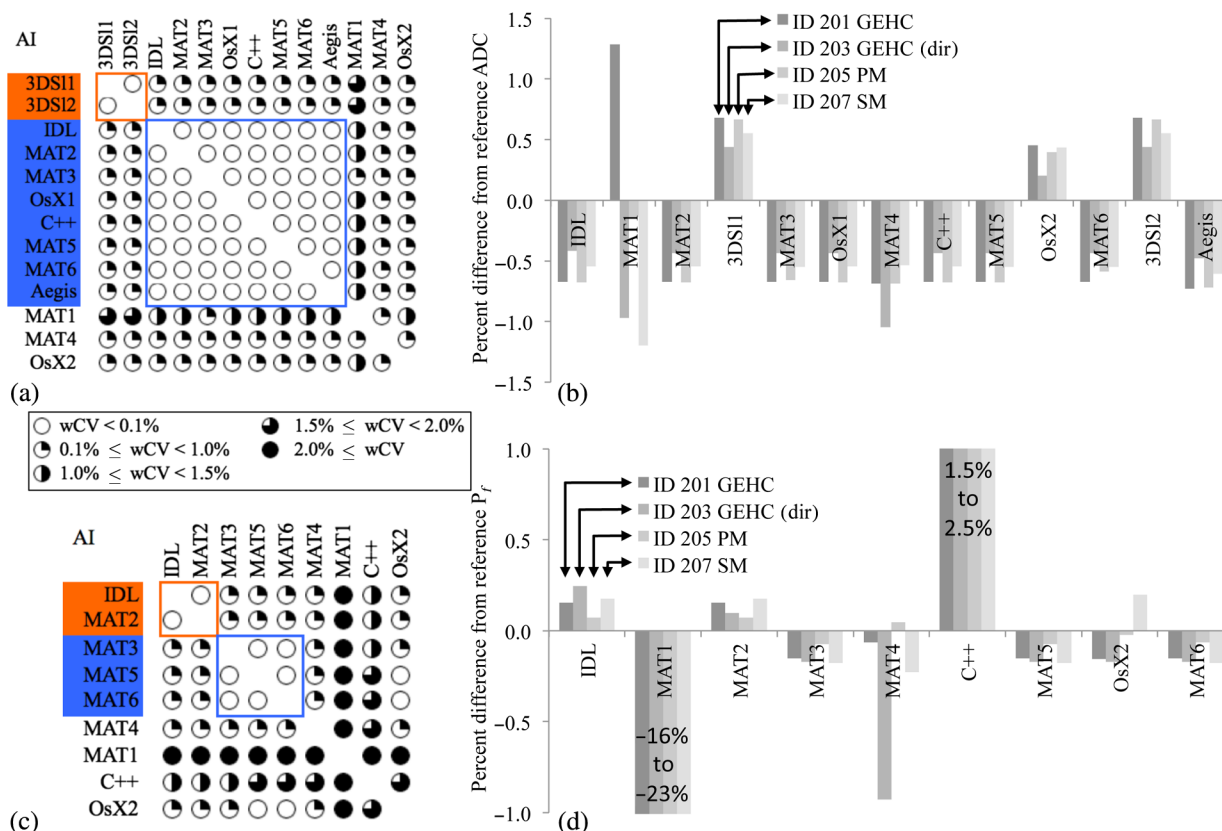 AI
3DSl1
3DSl2
IDL
MAT2
MAT3
OsX1
C++
MAT5
MAT6
Aegis
MAT1
MAT4
OsX2
3DSl1
3DSl2
IDL
MAT2
MAT3
OsX1
C++
MAT5
MAT6
Aegis
MAT1
MAT4
OsX2
(a)
Percent difference from reference ADC
1.5
1.0
0.5
0.0
−0.5
−1.0
−1.5
ID 201 GEHC
ID 203 GEHC (dir)
ID 205 PM
ID 207 SM
IDL
MAT1
MAT2
3DSl1
MAT3
OsX1
MAT4
C++
MAT5
OsX2
MAT6
3DSl2
Aegis
(b)
wCV < 0.1%
0.1% ≤ wCV < 1.0%
1.0% ≤ wCV < 1.5%
1.5% ≤ wCV < 2.0%
2.0% ≤ wCV
AI
IDL
MAT2
MAT3
MAT5
MAT6
MAT4
MAT1
C++
OsX2
IDL
MAT2
MAT3
MAT5
MAT6
MAT4
MAT1
C++
OsX2
(c)
Percent difference from reference Pf
1.0
0.5
0.0
−0.5
−1.0
ID 201 GEHC
ID 203 GEHC (dir)
ID 205 PM
ID 207 SM
1.5%
to
2.5%
IDL
MAT1
MAT2
MAT3
MAT4
C++
MAT5
OsX2
MAT6
−16%
to
−23%
(d)